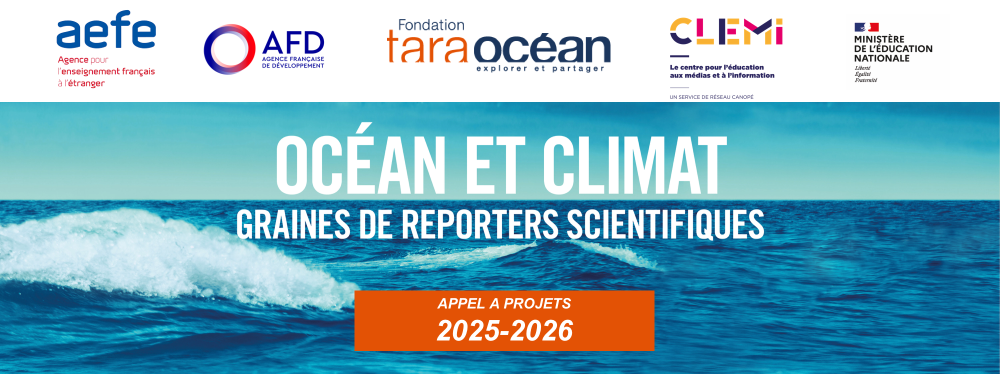 aefe
Agence pour
l'enseignement français
à l'étranger
AFD
AGENCE FRANÇAISE
DE DÉVELOPPEMENT
Fondation
tara océan
explorer et partager
CLEMI
Le centre pour l'éducation
aux médias et à l'information
UN SERVICE DE RÉSEAU CANOPÉ
MINISTÈRE
DE L'ÉDUCATION
NATIONALE
Liberté
Égalité
Fraternité
OCÉAN ET CLIMAT
GRAINES DE REPORTERS SCIENTIFIQUES
APPEL A PROJETS
2025-2026